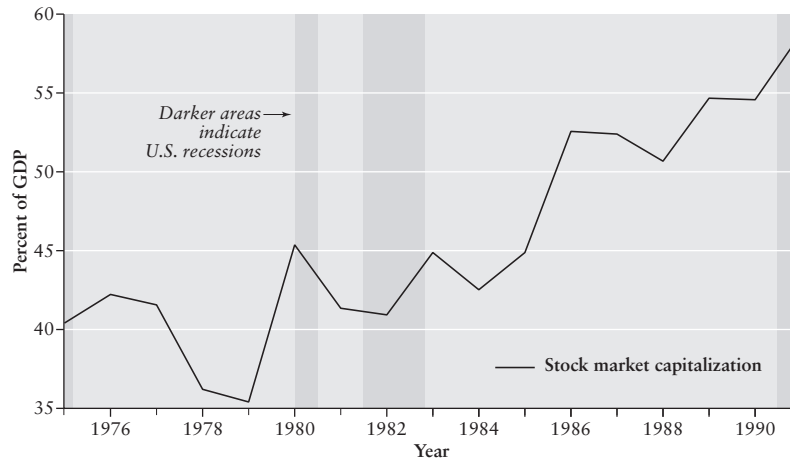 60
55
50
45
40
35
Percent of GDP
Darker areas
indicate
U.S. recessions
Stock market capitalization
1976 1978 1980 1982 1984 1986 1988 1990
Year